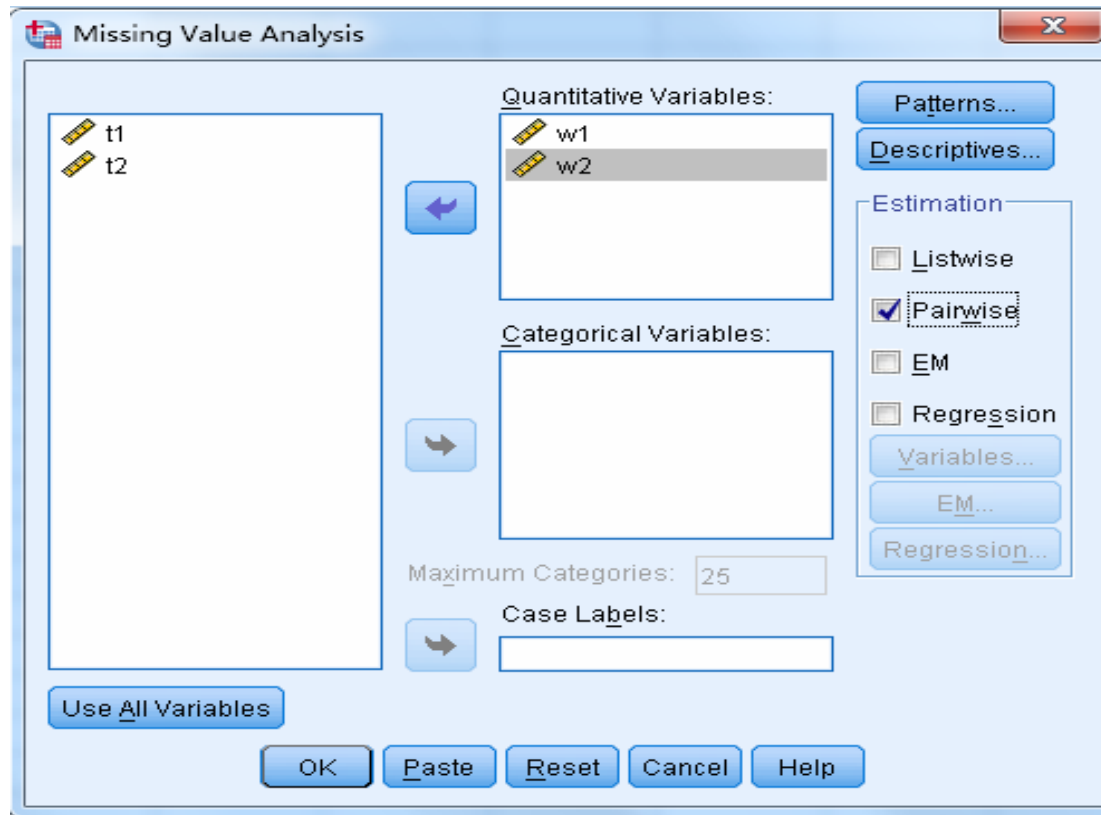 Missing Value Analysis
t1
t2
Quantitative Variables:
w1
w2
Categorical Variables:
Maximum Categories: 25
Case Labels:
Patterns...
Descriptives...
Estimation
Listwise
Pairwise
EM
Regression
Variables...
EM...
Regression...
Use All Variables
OK Paste Reset Cancel Help